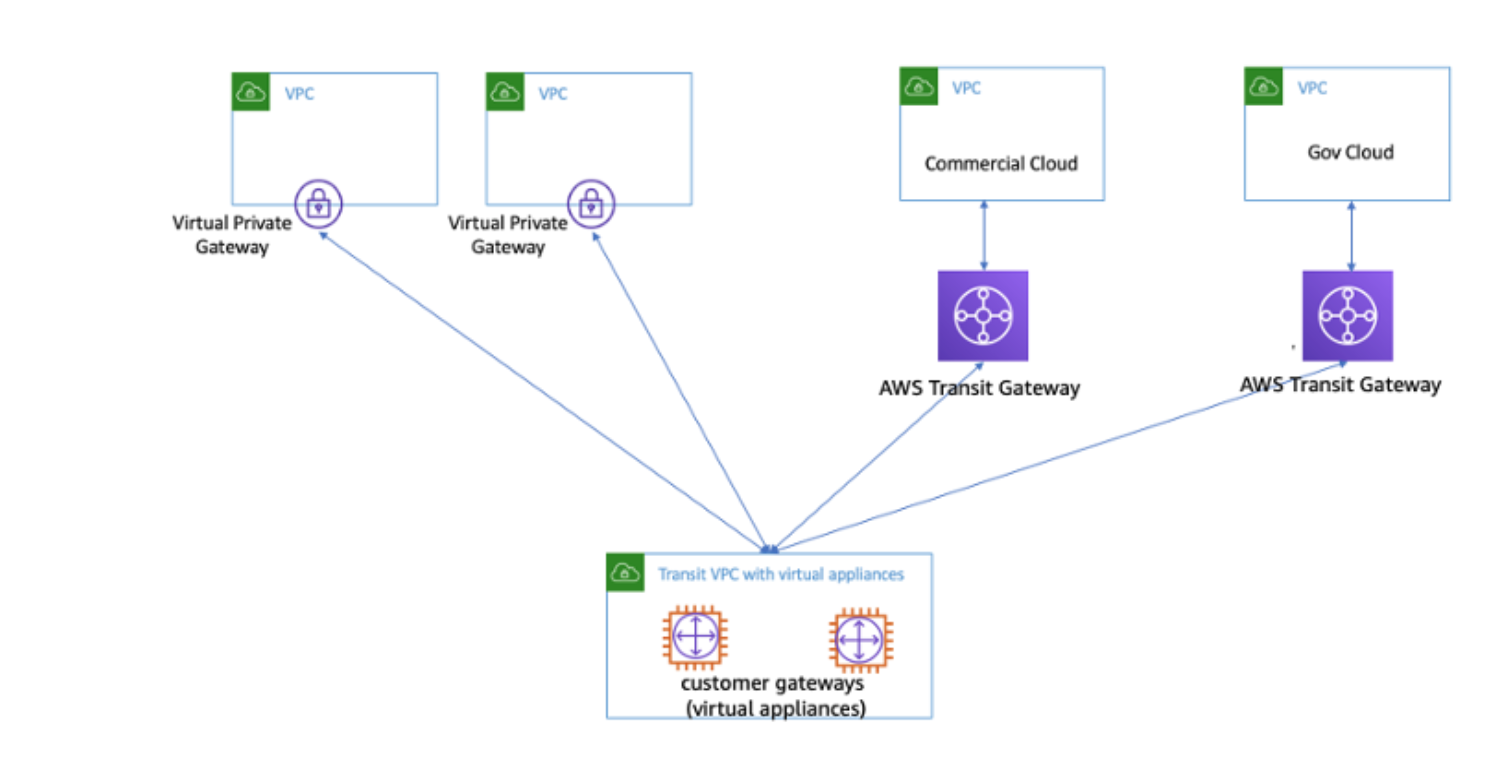 VPC
VPC
VPC
VPC
Commercial Cloud
Gov Cloud
Virtual Private
Gateway
Virtual Private
Gateway
AWS Transit Gateway
AWS Transit Gateway
Transit VPC with virtual appliances
customer gateways
(virtual appliances)